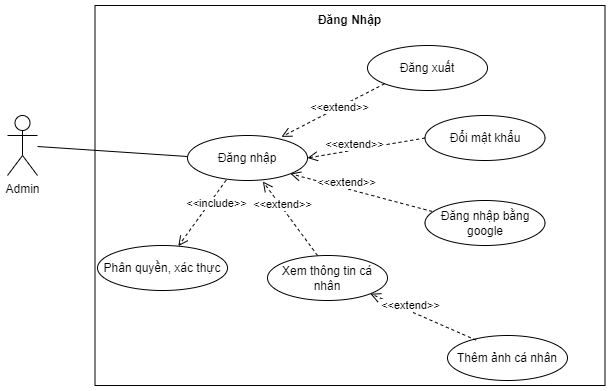 Đăng Nhập
Đăng xuất
<<extend>>
Đổi mật khẩu
<<extend>>
Đăng nhập
Admin
<<extend>>
<<include>>
<<extend>>
Đăng nhập bằng
google
Phân quyền, xác thực
Xem thông tin cá
nhân
<<extend>>
Thêm ảnh cá nhân